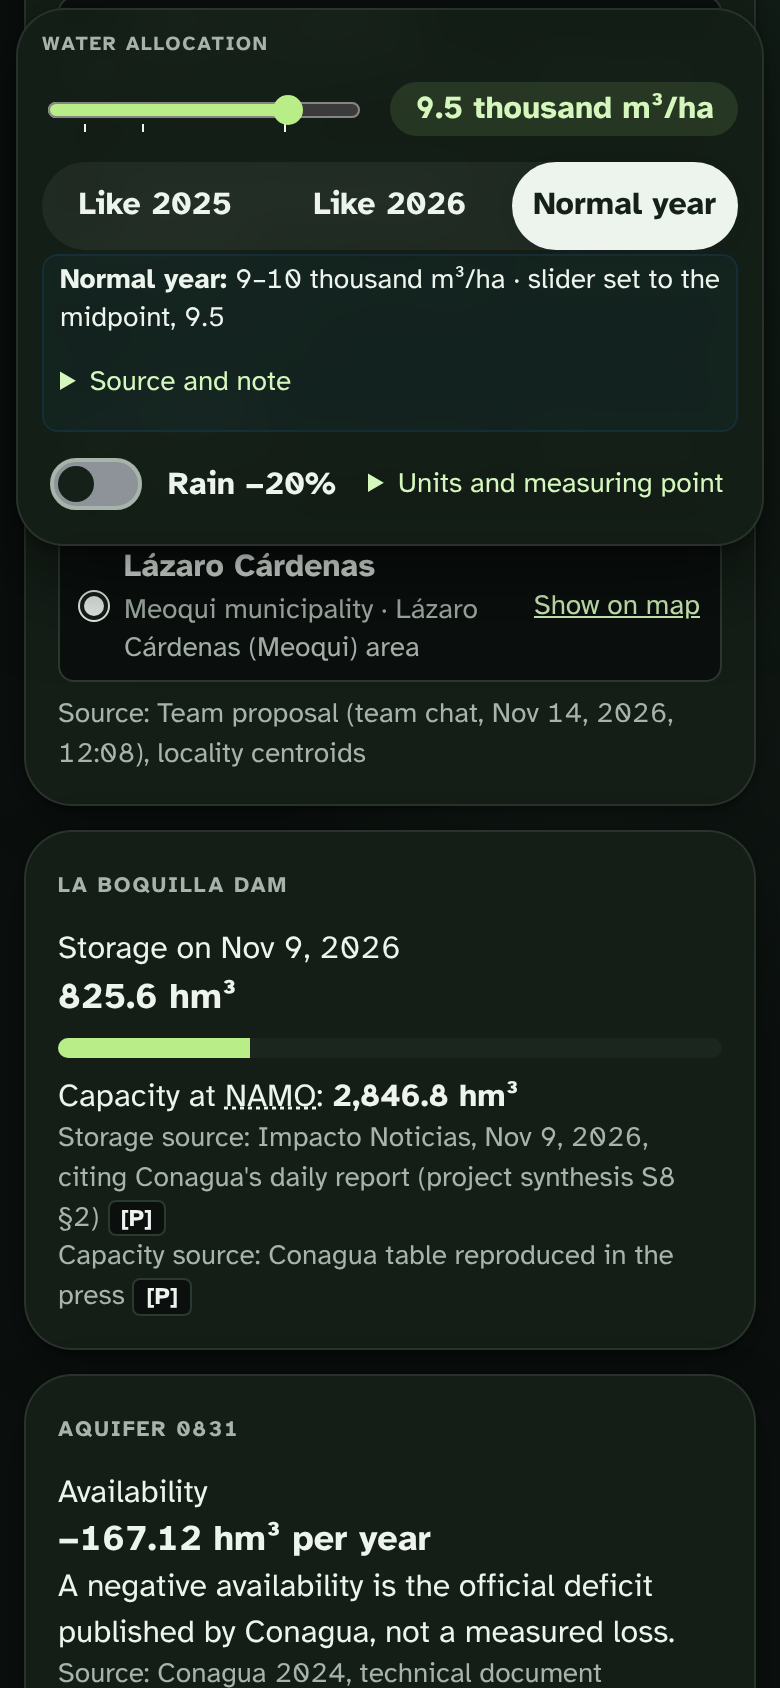 WATER ALLOCATION
9.5 thousand m³/ha
Like 2025 Like 2026 Normal year
Normal year: 9–10 thousand m³/ha · slider set to the
midpoint, 9.5
▶ Source and note
Rain −20% ▶ Units and measuring point
Lázaro Cárdenas
Meoqui municipality · Lázaro
Cárdenas (Meoqui) area
Show on map
Source: Team proposal (team chat, Nov 14, 2026,
12:08), locality centroids
LA BOQUILLA DAM
Storage on Nov 9, 2026
825.6 hm³
Capacity at NAMO: 2,846.8 hm³
Storage source: Impacto Noticias, Nov 9, 2026,
citing Conagua's daily report (project synthesis S8
§2) [P]
Capacity source: Conagua table reproduced in the
press [P]
AQUIFER 0831
Availability
−167.12 hm³ per year
A negative availability is the official deficit
published by Conagua, not a measured loss.
Source: Conagua 2024, technical document